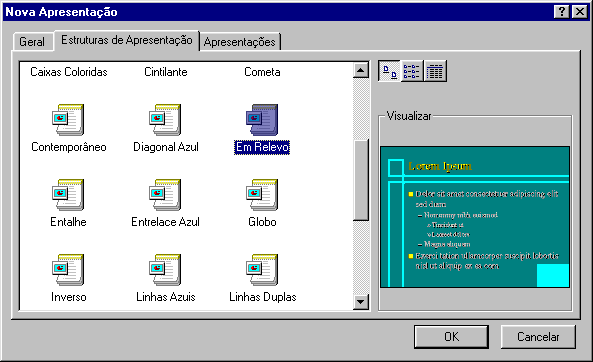 Nova Apresentação
Geral
Estruturas de Apresentação
Apresentações
Caixas Coloridas
Cintilante
Cometa
Contemporâneo
Diagonal Azul
Em Relevo
Entalhe
Entrelace Azul
Globo
Inverso
Linhas Azuis
Linhas Duplas
Visualizar
Lorem Ipsum
Dolor sit amet consectetuer adipiscing elit
sed diam
– Nonummy nibh euismod
» Tincidunt ut
» Laoreet dolore
– Magna aliquam
Exerci tation ullamcorper suscipit lobortis
nisl ut aliquip ex ea com
OK
Cancelar